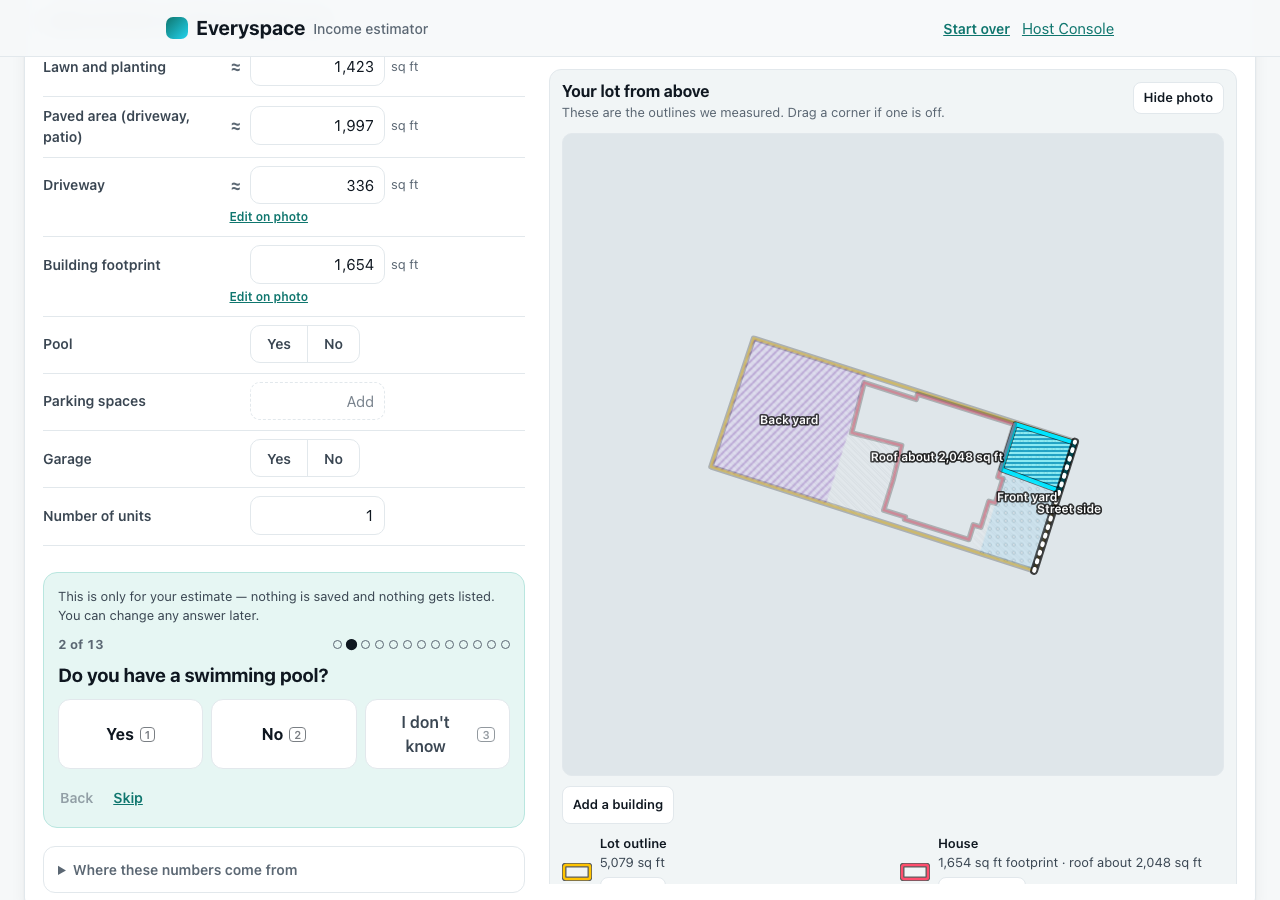 Everyspace Income estimator
Start over Host Console
Lawn and planting ≈ 1,423 sq ft
Paved area (driveway, patio) ≈ 1,997 sq ft
Driveway ≈ 336 sq ft
Edit on photo
Building footprint 1,654 sq ft
Edit on photo
Pool Yes No
Parking spaces Add
Garage Yes No
Number of units 1
This is only for your estimate — nothing is saved and nothing gets listed.
You can change any answer later.
2 of 13
Do you have a swimming pool?
Yes 1
No 2
I don't know 3
Back Skip
Where these numbers come from
Your lot from above
These are the outlines we measured. Drag a corner if one is off.
Hide photo
Back yard
Roof about 2,048 sq ft
Front yard
Street side
Add a building
Lot outline
5,079 sq ft
House
1,654 sq ft footprint · roof about 2,048 sq ft